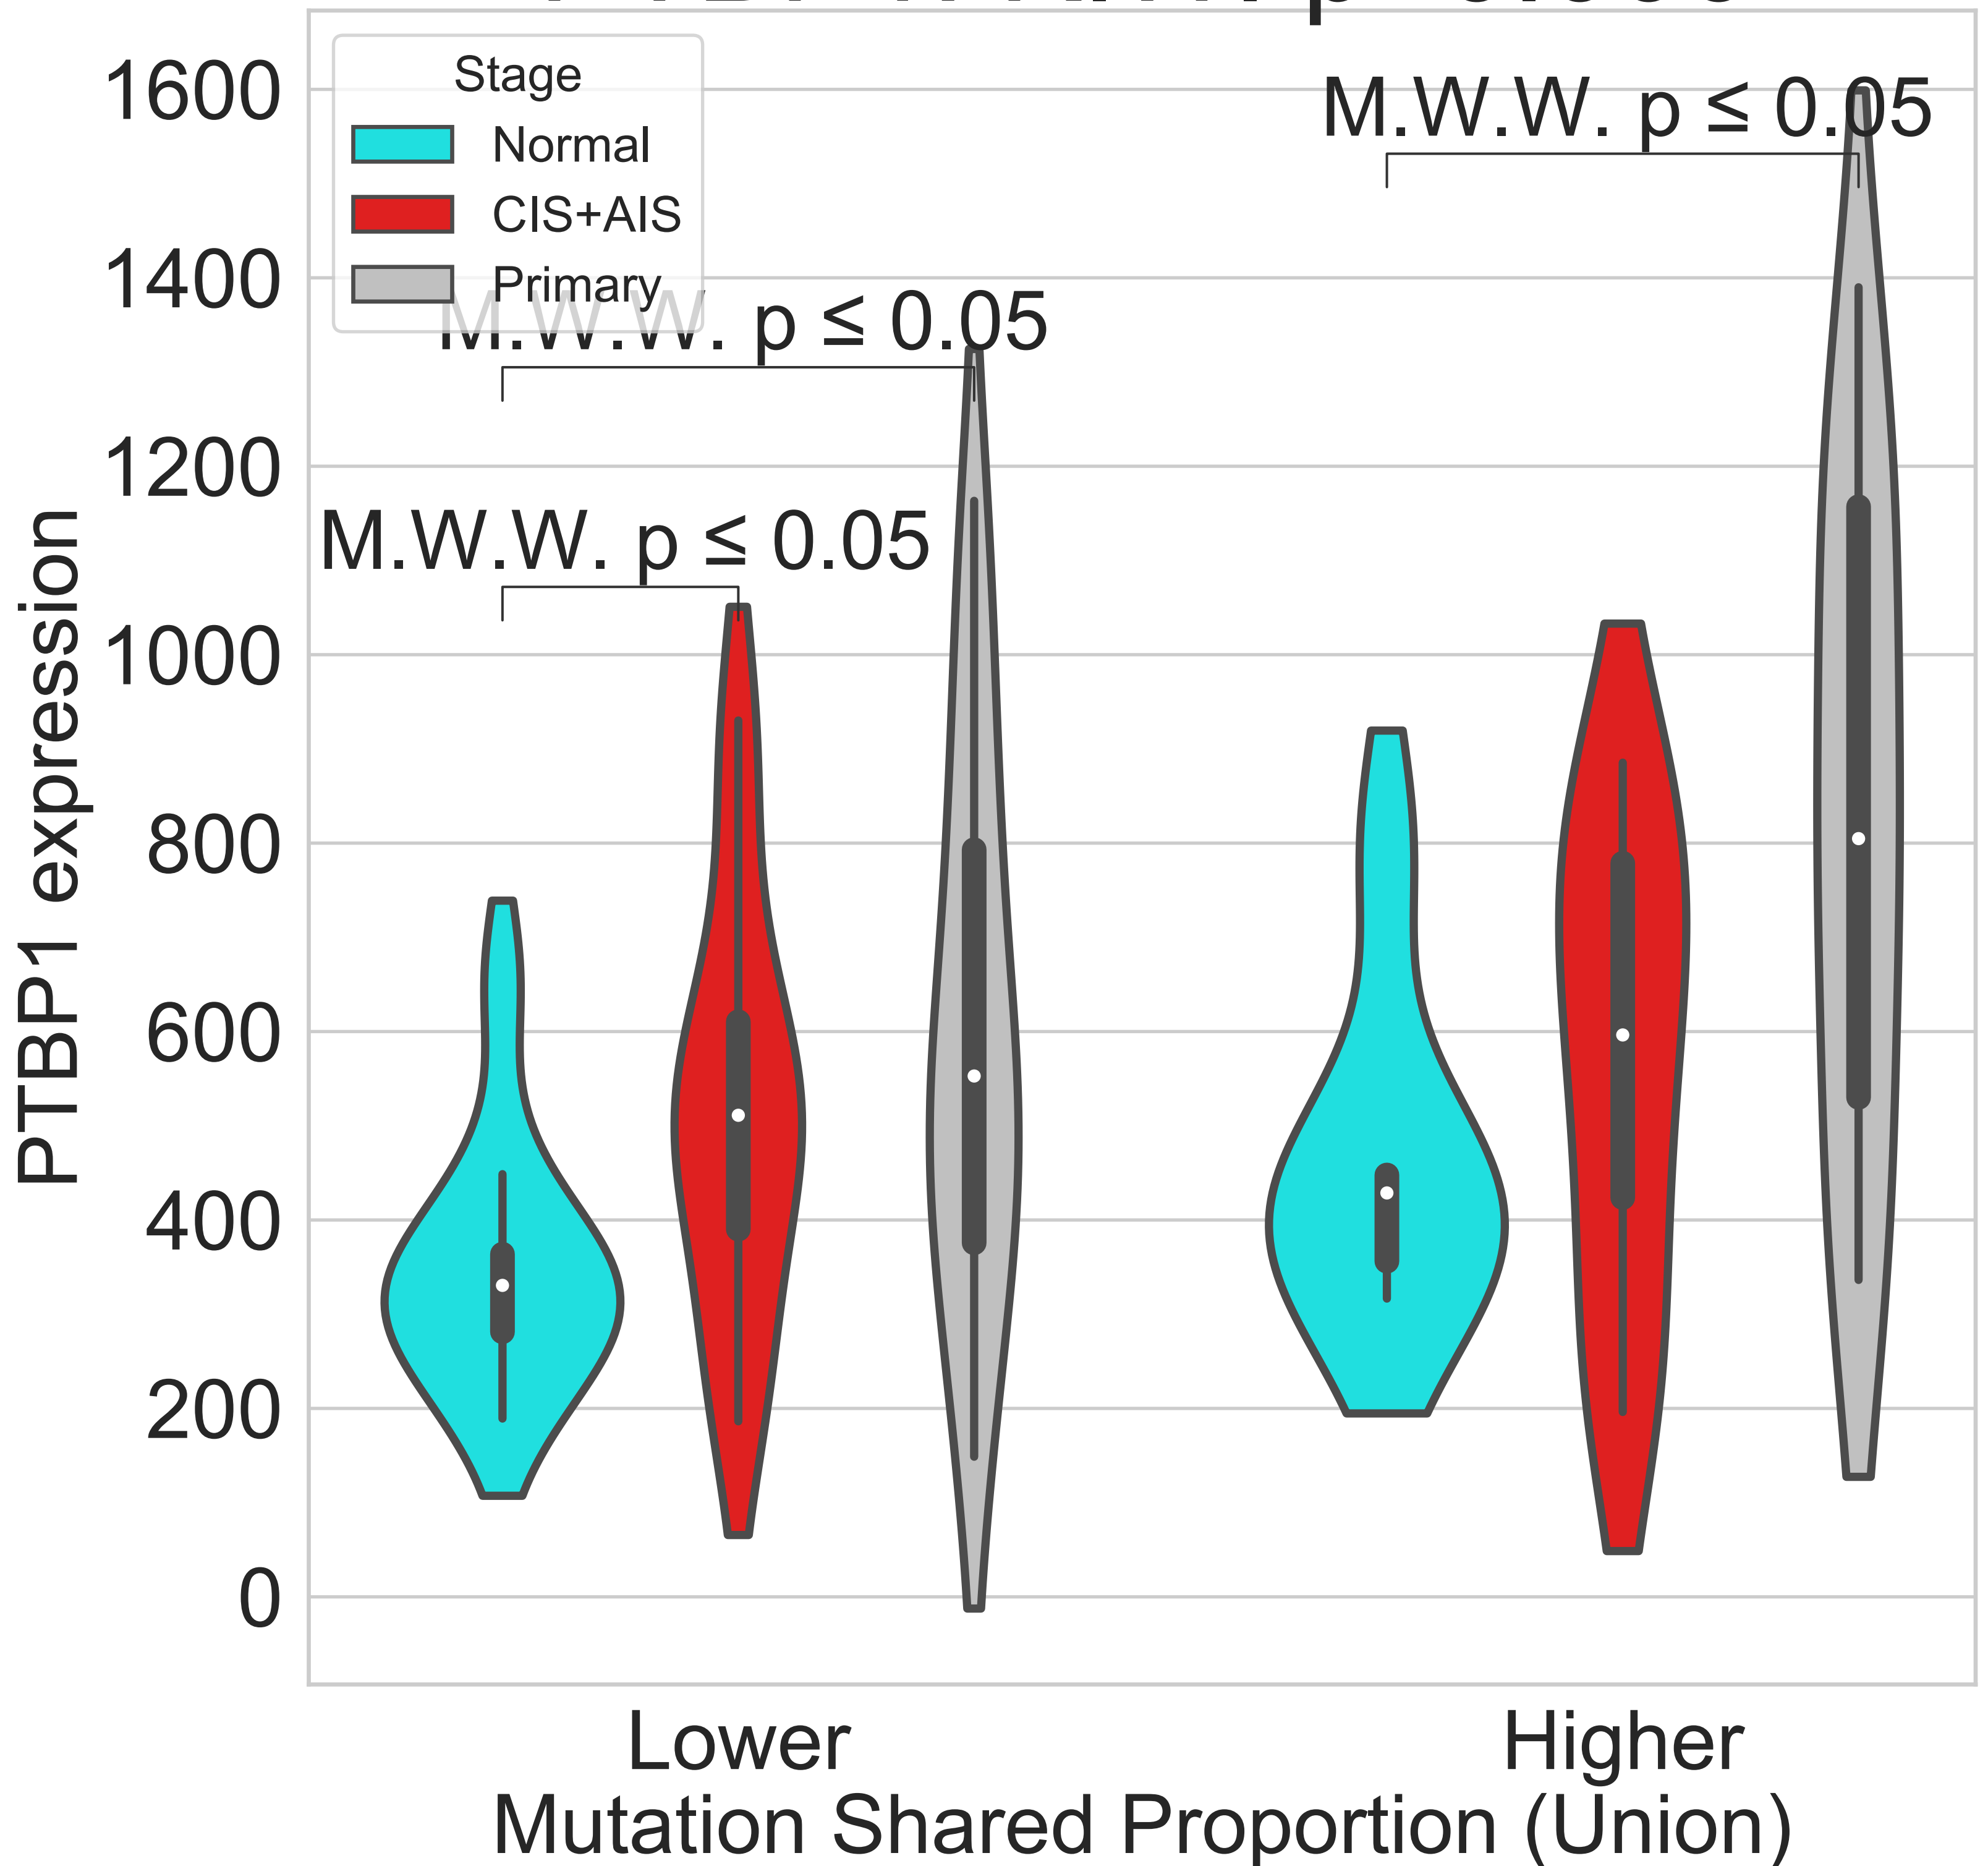 Stage
Normal
CIS+AIS
Primary
M.W.W. p ≤ 0.05
M.W.W. p ≤ 0.05
M.W.W. p ≤ 0.05
1600
1400
1200
1000
800
600
400
200
0
PTBP1 expression
Lower
Higher
Mutation Shared Proportion (Union)